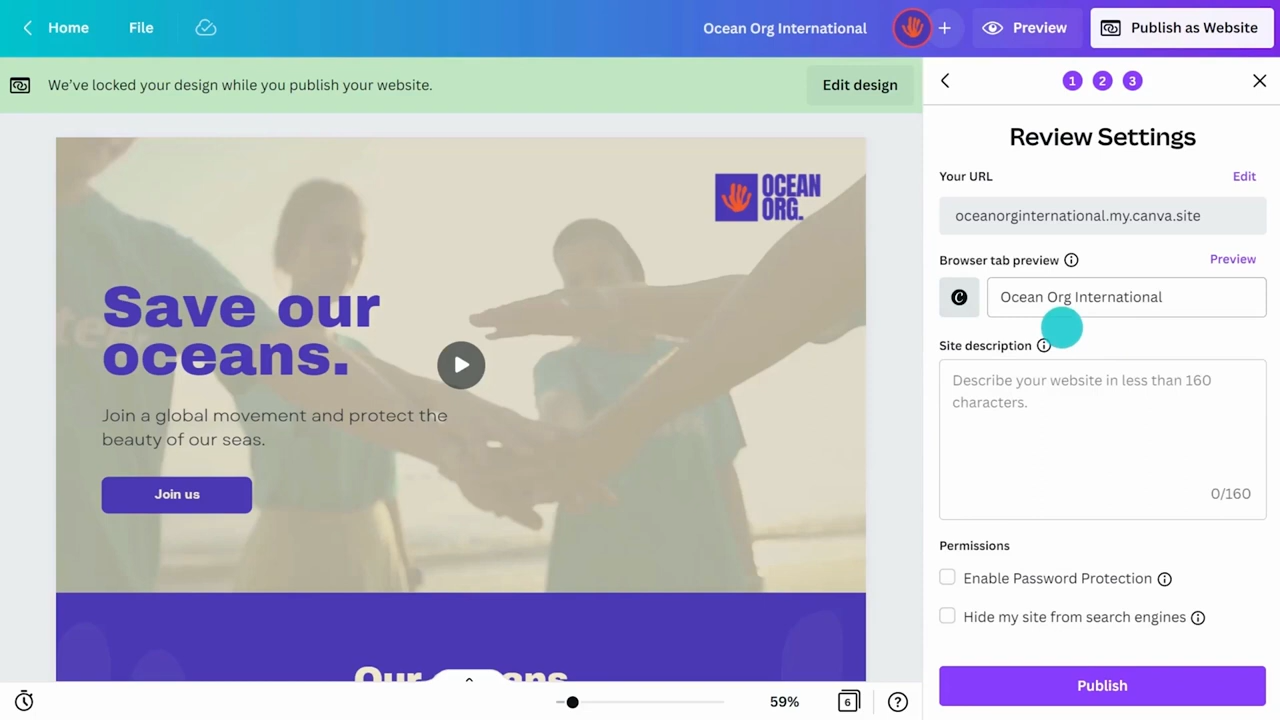 Home
File
Ocean Org International
Preview
Publish as Website
We've locked your design while you publish your website.
Edit design
1 2 3
Review Settings
Your URL
Edit
oceanorginternational.my.canva.site
Browser tab preview
Preview
Ocean Org International
Site description
Describe your website in less than 160
characters.
0/160
Permissions
Enable Password Protection
Hide my site from search engines
Publish
OCEAN
ORG.
Save our
oceans.
Join a global movement and protect the
beauty of our seas.
Join us
59%
6